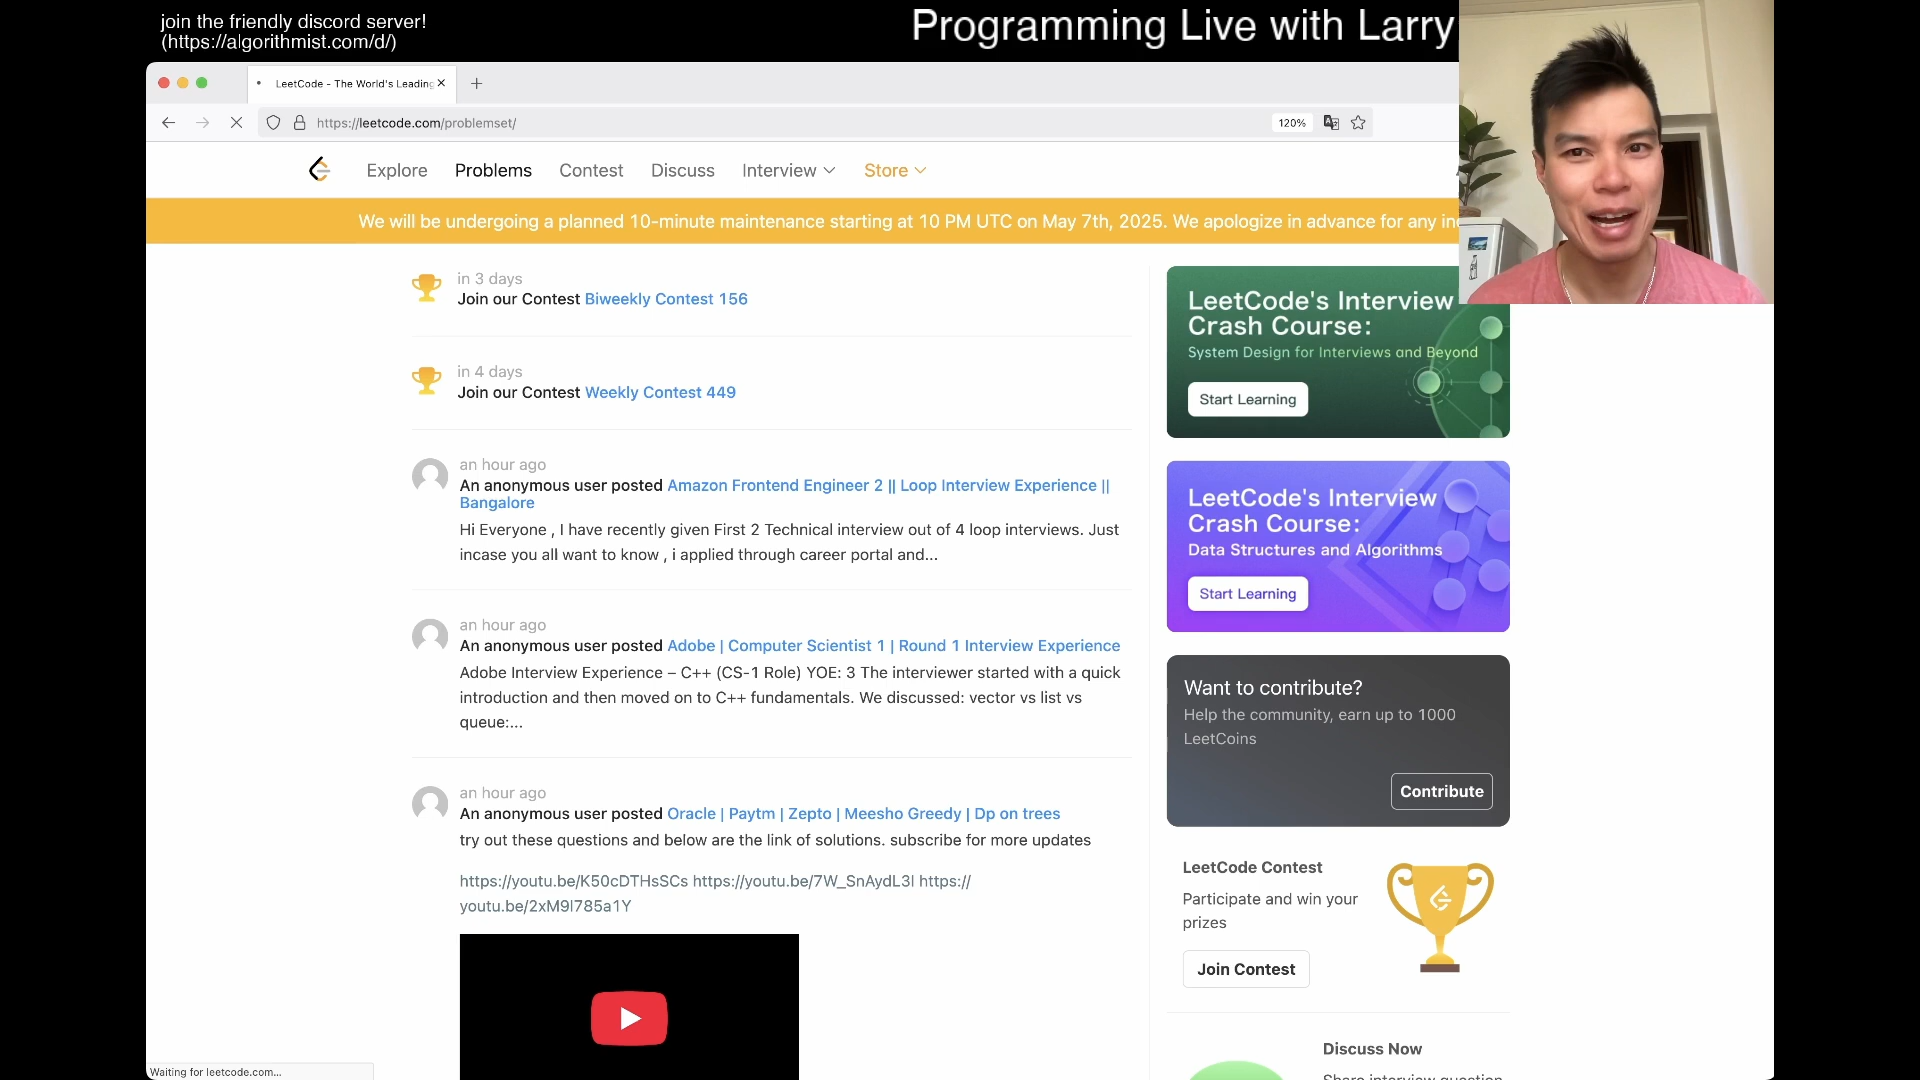 join the friendly discord server!
(https://algorithmist.com/d/)
Programming Live with Larry
LeetCode - The World's Leading
https://leetcode.com/problemset/
120%
Explore
Problems
Contest
Discuss
Interview
Store
We will be undergoing a planned 10-minute maintenance starting at 10 PM UTC on May 7th, 2025. We apologize in advance for any
in 3 days
Join our Contest Biweekly Contest 156
in 4 days
Join our Contest Weekly Contest 449
an hour ago
An anonymous user posted Amazon Frontend Engineer 2 || Loop Interview Experience ||
Bangalore
Hi Everyone , I have recently given First 2 Technical interview out of 4 loop interviews. Just
incase you all want to know , i applied through career portal and...
an hour ago
An anonymous user posted Adobe | Computer Scientist 1 | Round 1 Interview Experience
Adobe Interview Experience – C++ (CS-1 Role) YOE: 3 The interviewer started with a quick
introduction and then moved on to C++ fundamentals. We discussed: vector vs list vs
queue:...
an hour ago
An anonymous user posted Oracle | Paytm | Zepto | Meesho Greedy | Dp on trees
try out these questions and below are the link of solutions. subscribe for more updates
https://youtu.be/K50cDTHsSCs https://youtu.be/7W_SnAydL3I https://
youtu.be/2xM9I785a1Y
LeetCode's Interview
Crash Course:
System Design for Interviews and Beyond
Start Learning
LeetCode's Interview
Crash Course:
Data Structures and Algorithms
Start Learning
Want to contribute?
Help the community, earn up to 1000
LeetCoins
Contribute
LeetCode Contest
Participate and win your
prizes
Join Contest
Discuss Now
Share interview question
Waiting for leetcode.com...